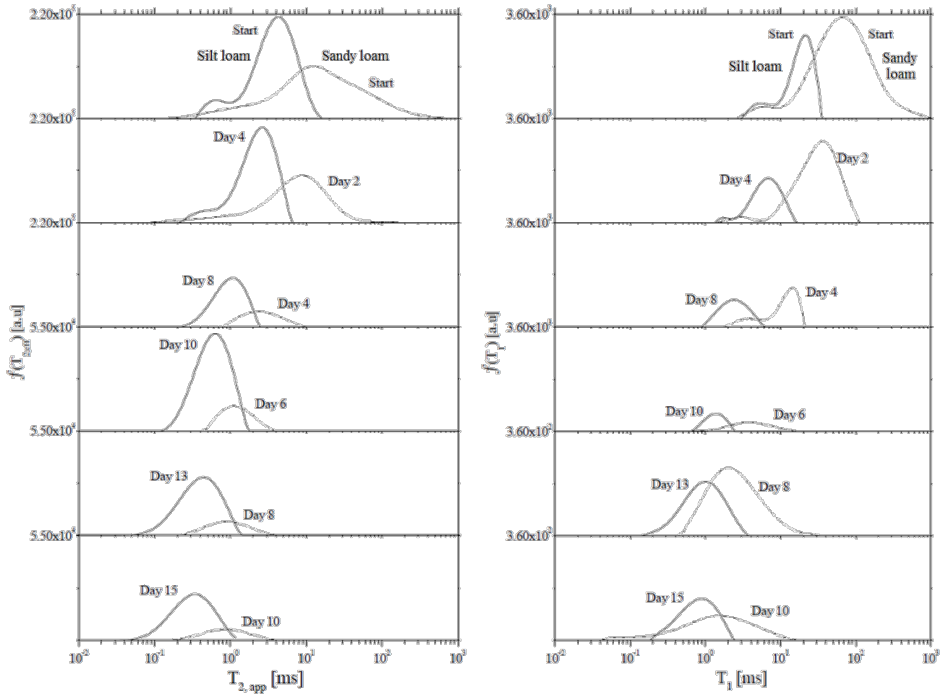 2.20x10⁵
Start
Silt loam
Sandy loam
Start
2.20x10⁵
Day 4
Day 2
2.20x10⁵
Day 8
Day 4
5.50x10⁴
Day 10
Day 6
5.50x10⁴
Day 13
Day 8
5.50x10⁴
Day 15
Day 10
10⁻² 10⁻¹ 10⁰ 10¹ 10² 10³
T₂, app [ms]
[a.u]
3.60x10³
Start
Start
Silt loam
Sandy
loam
3.60x10³
Day 2
Day 4
3.60x10³
Day 8
Day 4
Day 10
Day 6
3.60x10²
Day 13
Day 8
3.60x10²
Day 15
Day 10
10⁻² 10⁻¹ 10⁰ 10¹ 10² 10³
T₁ [ms]
f(T₁) [a.u]